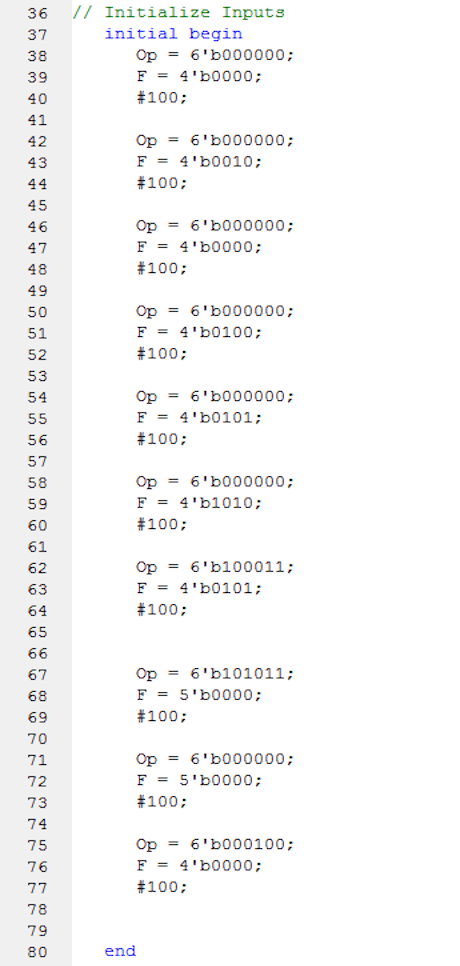 36 // Initialize Inputs
37 initial begin
38 Op = 6'b000000;
39 F = 4'b0000;
40 #100;
41
42 Op = 6'b000000;
43 F = 4'b0010;
44 #100;
45
46 Op = 6'b000000;
47 F = 4'b0000;
48 #100;
49
50 Op = 6'b000000;
51 F = 4'b0100;
52 #100;
53
54 Op = 6'b000000;
55 F = 4'b0101;
56 #100;
57
58 Op = 6'b000000;
59 F = 4'b1010;
60 #100;
61
62 Op = 6'b100011;
63 F = 4'b0101;
64 #100;
65
66
67 Op = 6'b101011;
68 F = 5'b0000;
69 #100;
70
71 Op = 6'b000000;
72 F = 5'b0000;
73 #100;
74
75 Op = 6'b000100;
76 F = 4'b0000;
77 #100;
78
79
80 end